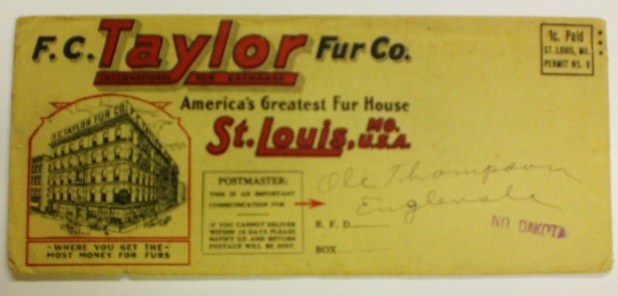 F.C. Taylor Fur Co.
INTERNATIONAL FUR EXCHANGE
America's Greatest Fur House
St. Louis, MO. U.S.A.
1c. Paid
ST. LOUIS, MO.
PERMIT NO. 9
F.C. TAYLOR FUR CO.
-WHERE YOU GET THE-
MOST MONEY FOR FURS
POSTMASTER:
THIS IS AN IMPORTANT
COMMUNICATION FOR
IF YOU CANNOT DELIVER
WITHIN 10 DAYS PLEASE
NOTIFY US AND RETURN
POSTAGE WILL BE SENT
Ole Thompson
Englevale
R. F. D.
NO. DAKOTA
BOX